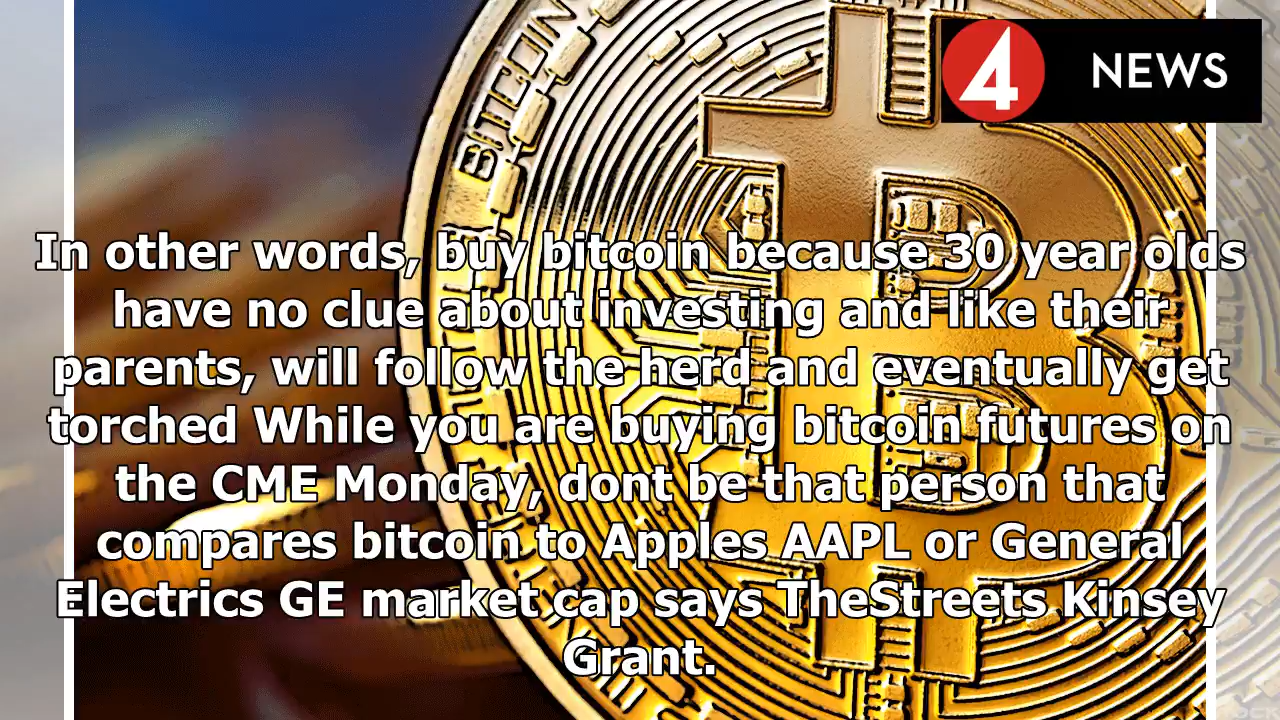 BITCOIN
4 NEWS
In other words, buy bitcoin because 30 year olds
have no clue about investing and like their
parents, will follow the herd and eventually get
torched While you are buying bitcoin futures on
the CME Monday, dont be that person that
compares bitcoin to Apples AAPL or General
Electrics GE market cap says TheStreets Kinsey
Grant.